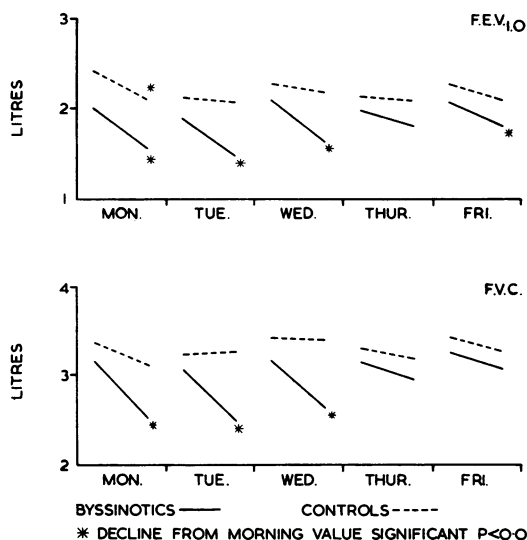 F.E.V.1.0
3
2
1
LITRES
MON. TUE. WED. THUR. FRI.
F.V.C.
4
3
2
LITRES
MON. TUE. WED. THUR. FRI.
BYSSINOTICS CONTROLS
* DECLINE FROM MORNING VALUE SIGNIFICANT P<0·0